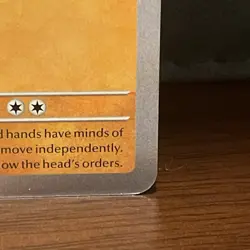 d hands have minds of
move independently.
ow the head's orders.